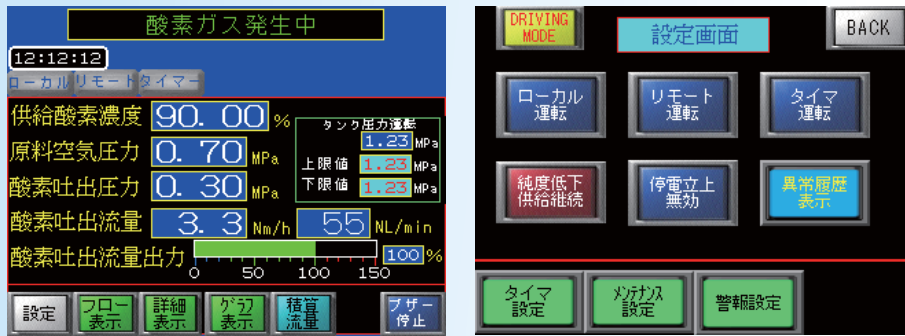 酸素ガス発生中
12:12:12
ローカル リモート タイマー
供給酸素濃度 90.00 %
原料空気圧力 0.70 MPa
酸素吐出圧力 0.30 MPa
タンク圧力運転
1.23 MPa
上限値 1.23 MPa
下限値 1.23 MPa
酸素吐出流量 3.3 Nm/h 55 NL/min
酸素吐出流量出力 100 %
0 50 100 150
設定
フロー
表示
詳細
表示
グラフ
表示
積算
流量
ブザー
停止
DRIVING
MODE
設定画面
BACK
ローカル
運転
リモート
運転
タイマ
運転
純度低下
供給継続
停電立上
無効
異常履歴
表示
タイマ
設定
メンテナンス
設定
警報設定